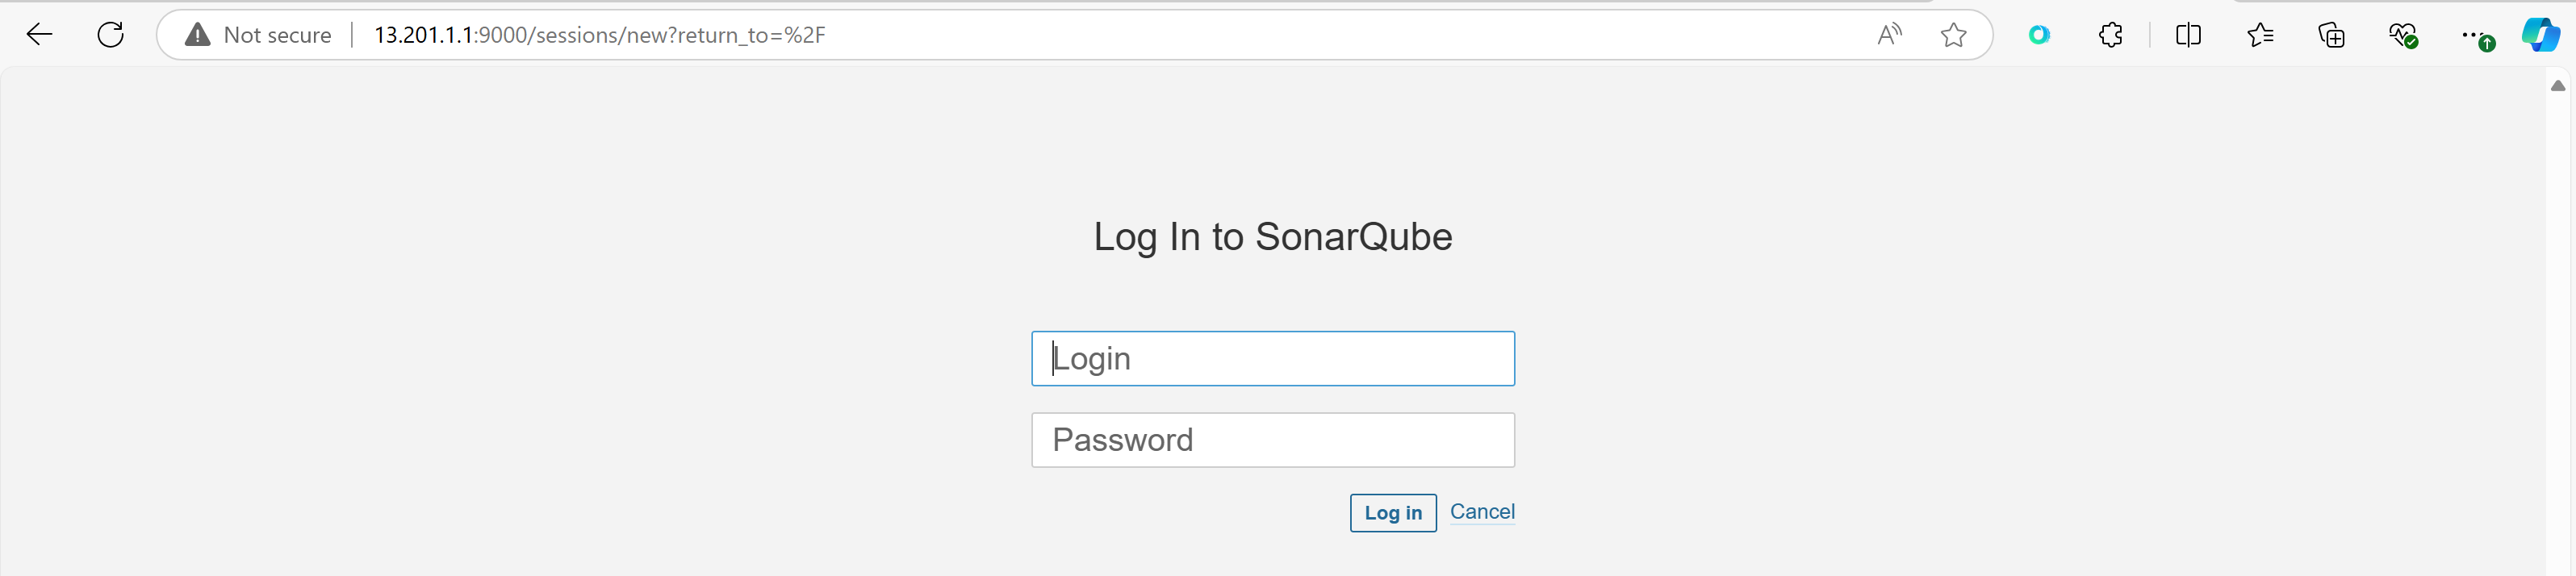 Not secure 13.201.1.1:9000/sessions/new?return_to=%2F
Log In to SonarQube
Login
Password
Log in Cancel